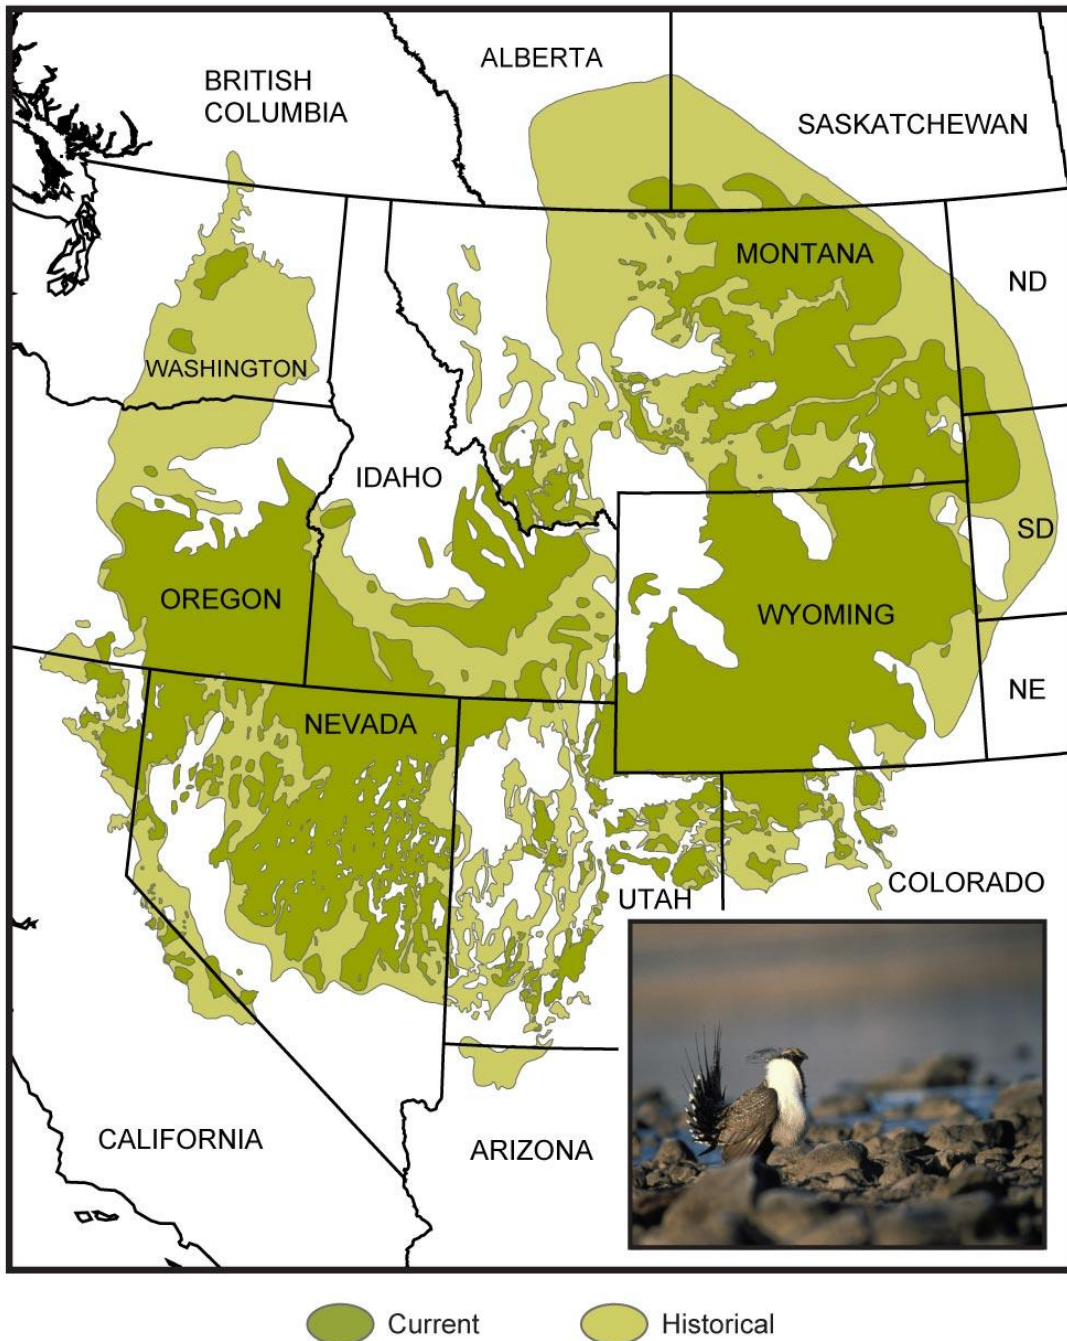 ALBERTA
BRITISH
COLUMBIA
SASKATCHEWAN
MONTANA
ND
WASHINGTON
IDAHO
SD
OREGON
WYOMING
NE
NEVADA
UTAH
COLORADO
CALIFORNIA
ARIZONA
Current
Historical